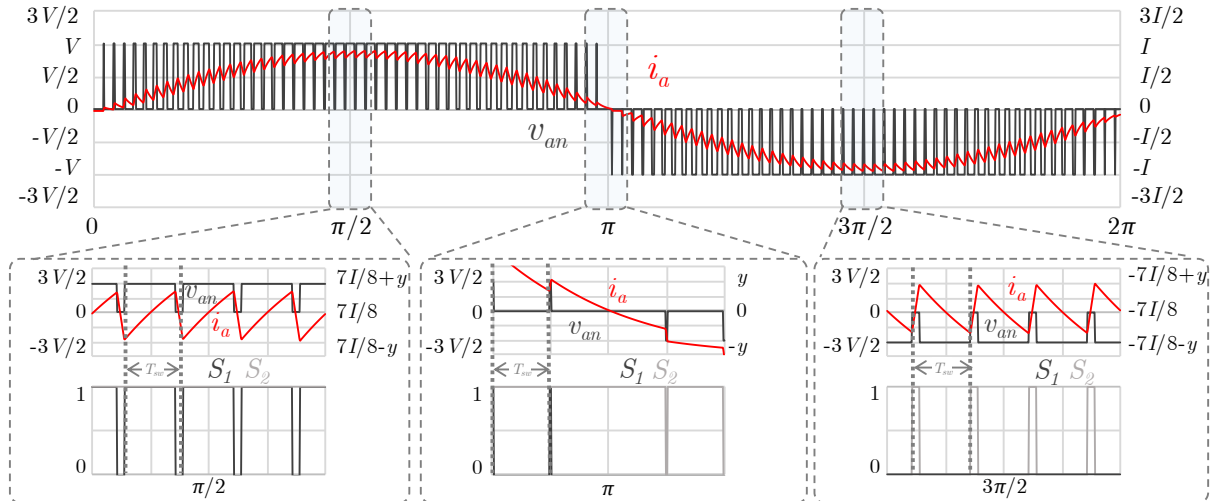 3V/2 3I/2
V I
V/2 i_a I/2
0 0
-V/2 v_an -I/2
-V -I
-3V/2 -3I/2
0 π/2 π 3π/2 2π
3V/2 v_an 7I/8+y
0 i_a 7I/8
-3V/2 7I/8-y
T_sw S_1 S_2
1
0
π/2
3V/2 i_a y
0 v_an 0
-3V/2 -y
T_sw S_1 S_2
1
0
π
3V/2 i_a -7I/8+y
0 v_an -7I/8
-3V/2 -7I/8-y
T_sw S_1 S_2
1
0
3π/2